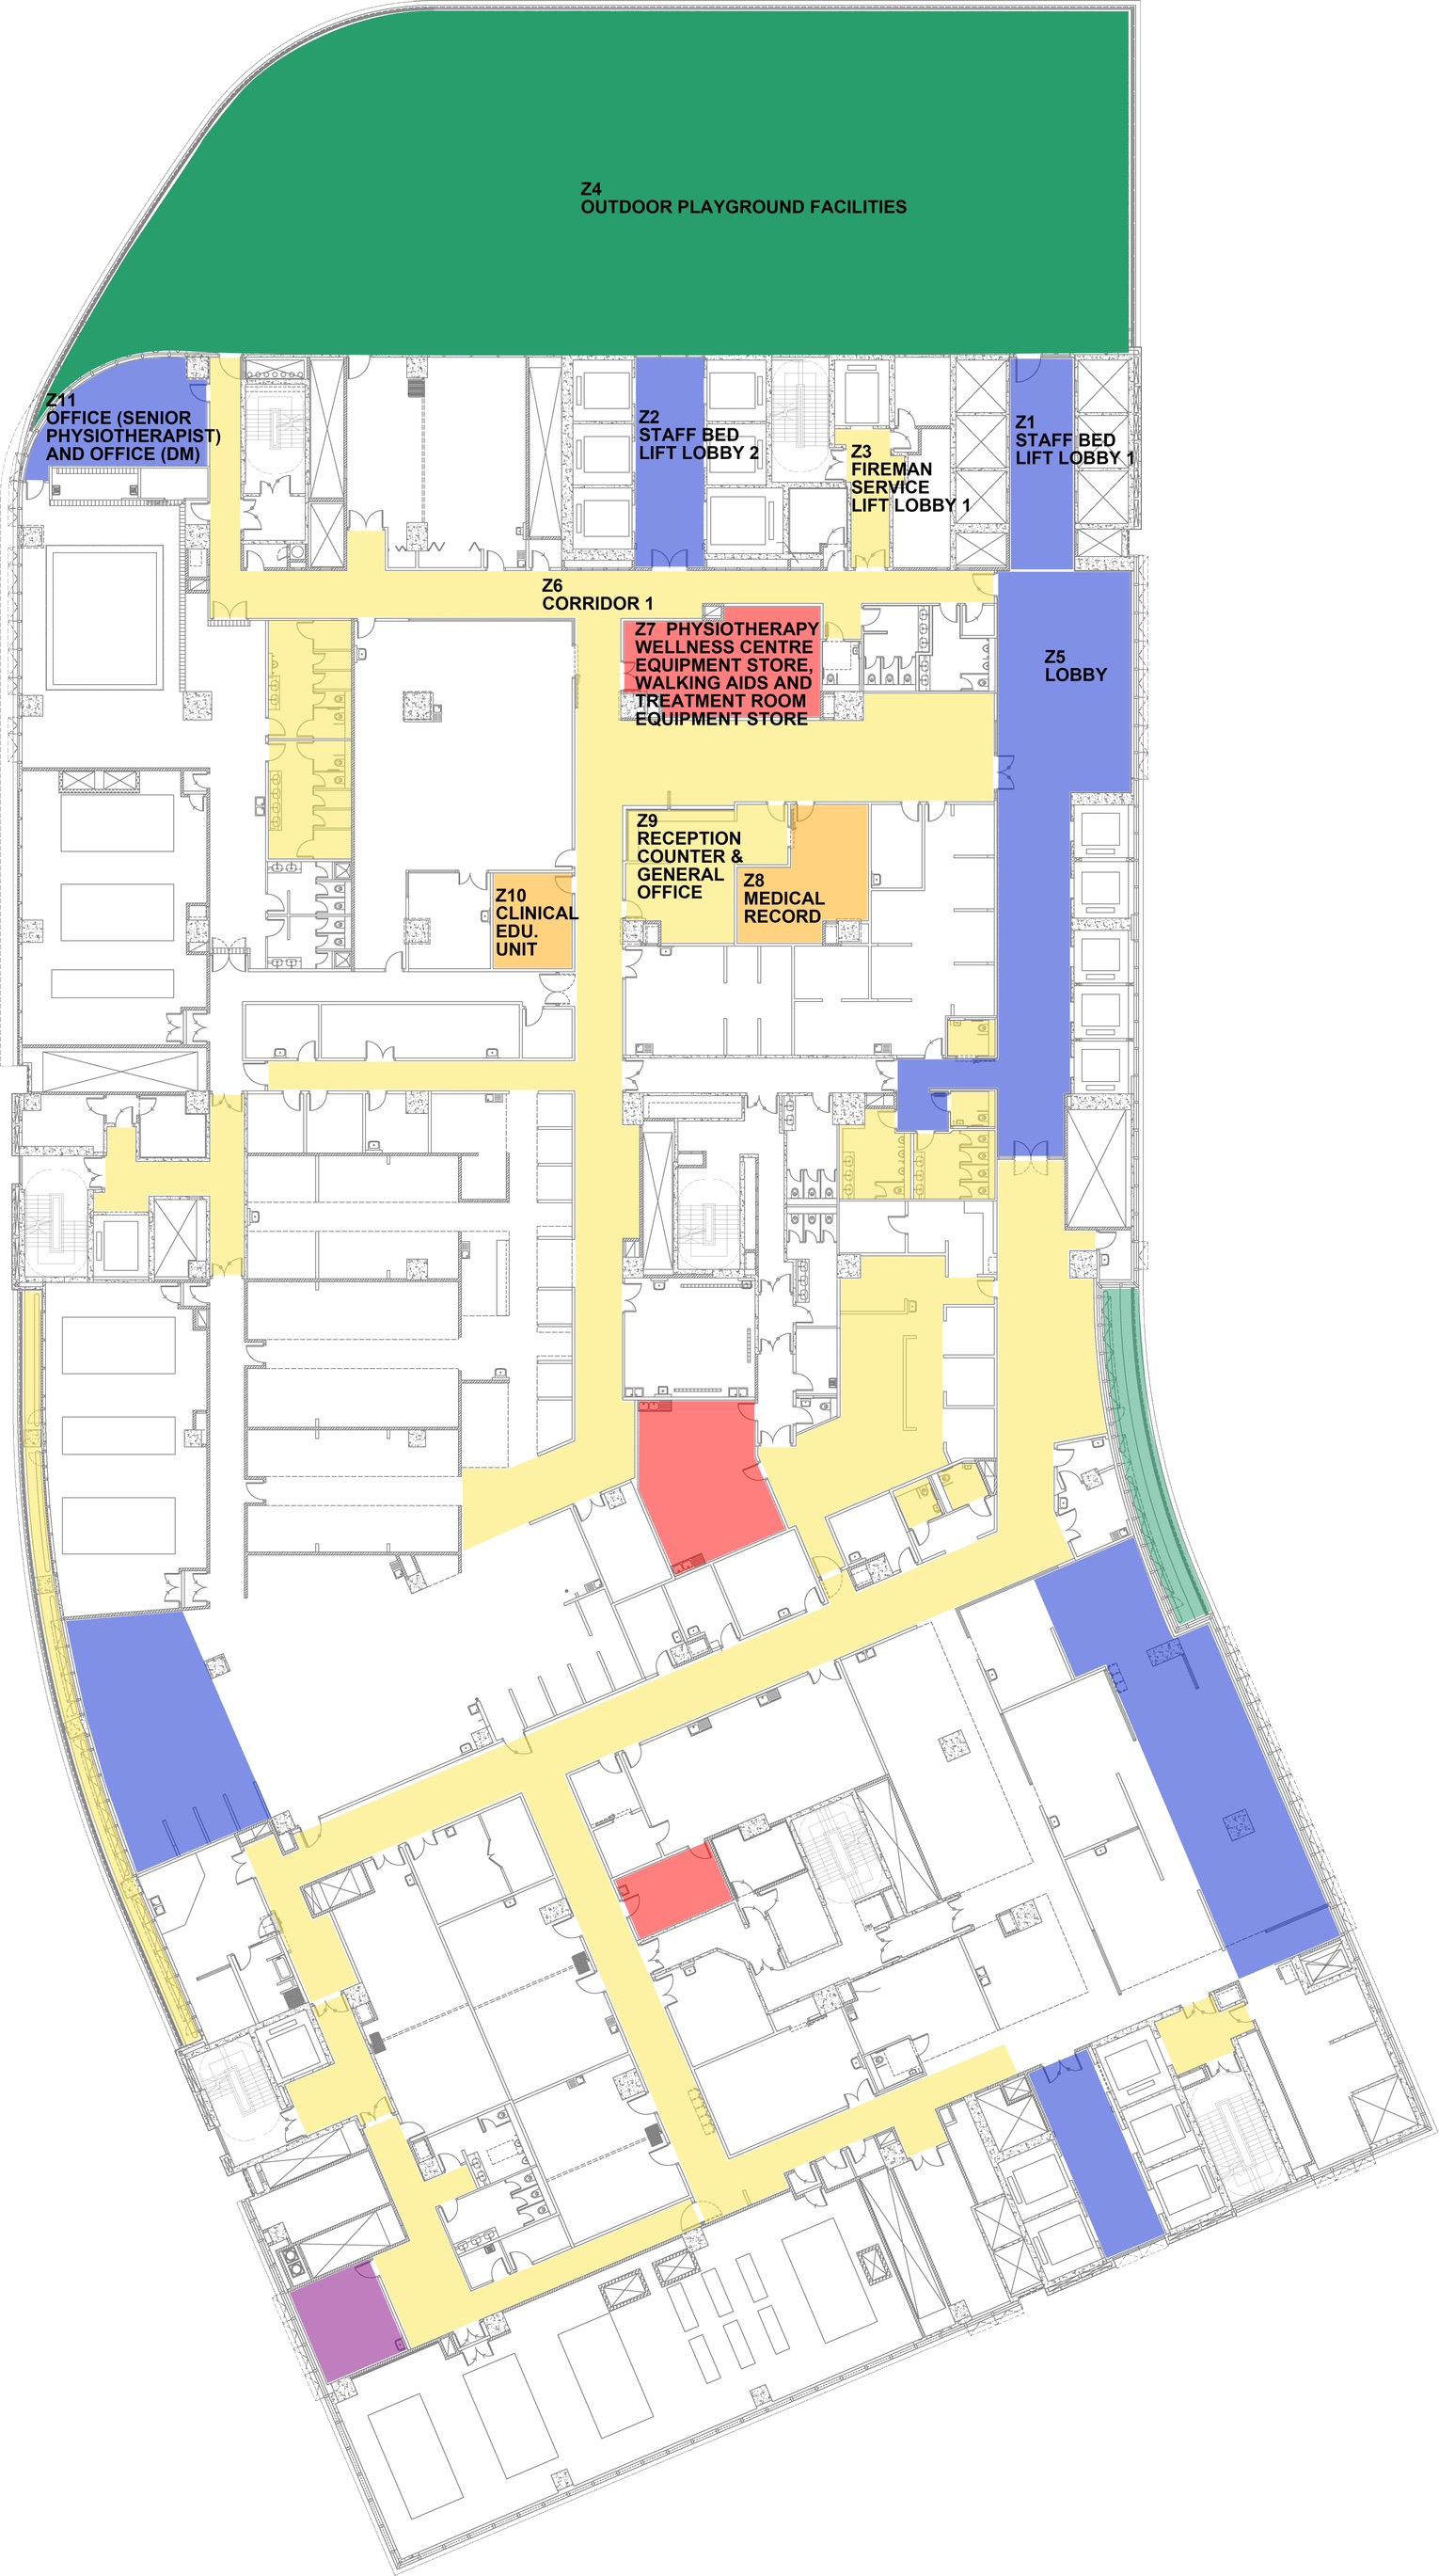 Z4
OUTDOOR PLAYGROUND FACILITIES
Z11
OFFICE (SENIOR
PHYSIOTHERAPIST)
AND OFFICE (DM)
Z2
STAFF BED
LIFT LOBBY 2
Z3
FIREMAN
SERVICE
LIFT LOBBY 1
Z1
STAFF BED
LIFT LOBBY 1
Z6
CORRIDOR 1
Z7 PHYSIOTHERAPY
WELLNESS CENTRE
EQUIPMENT STORE,
WALKING AIDS AND
TREATMENT ROOM
EQUIPMENT STORE
Z5
LOBBY
Z9
RECEPTION
COUNTER &
GENERAL
OFFICE
Z8
MEDICAL
RECORD
Z10
CLINICAL
EDU.
UNIT